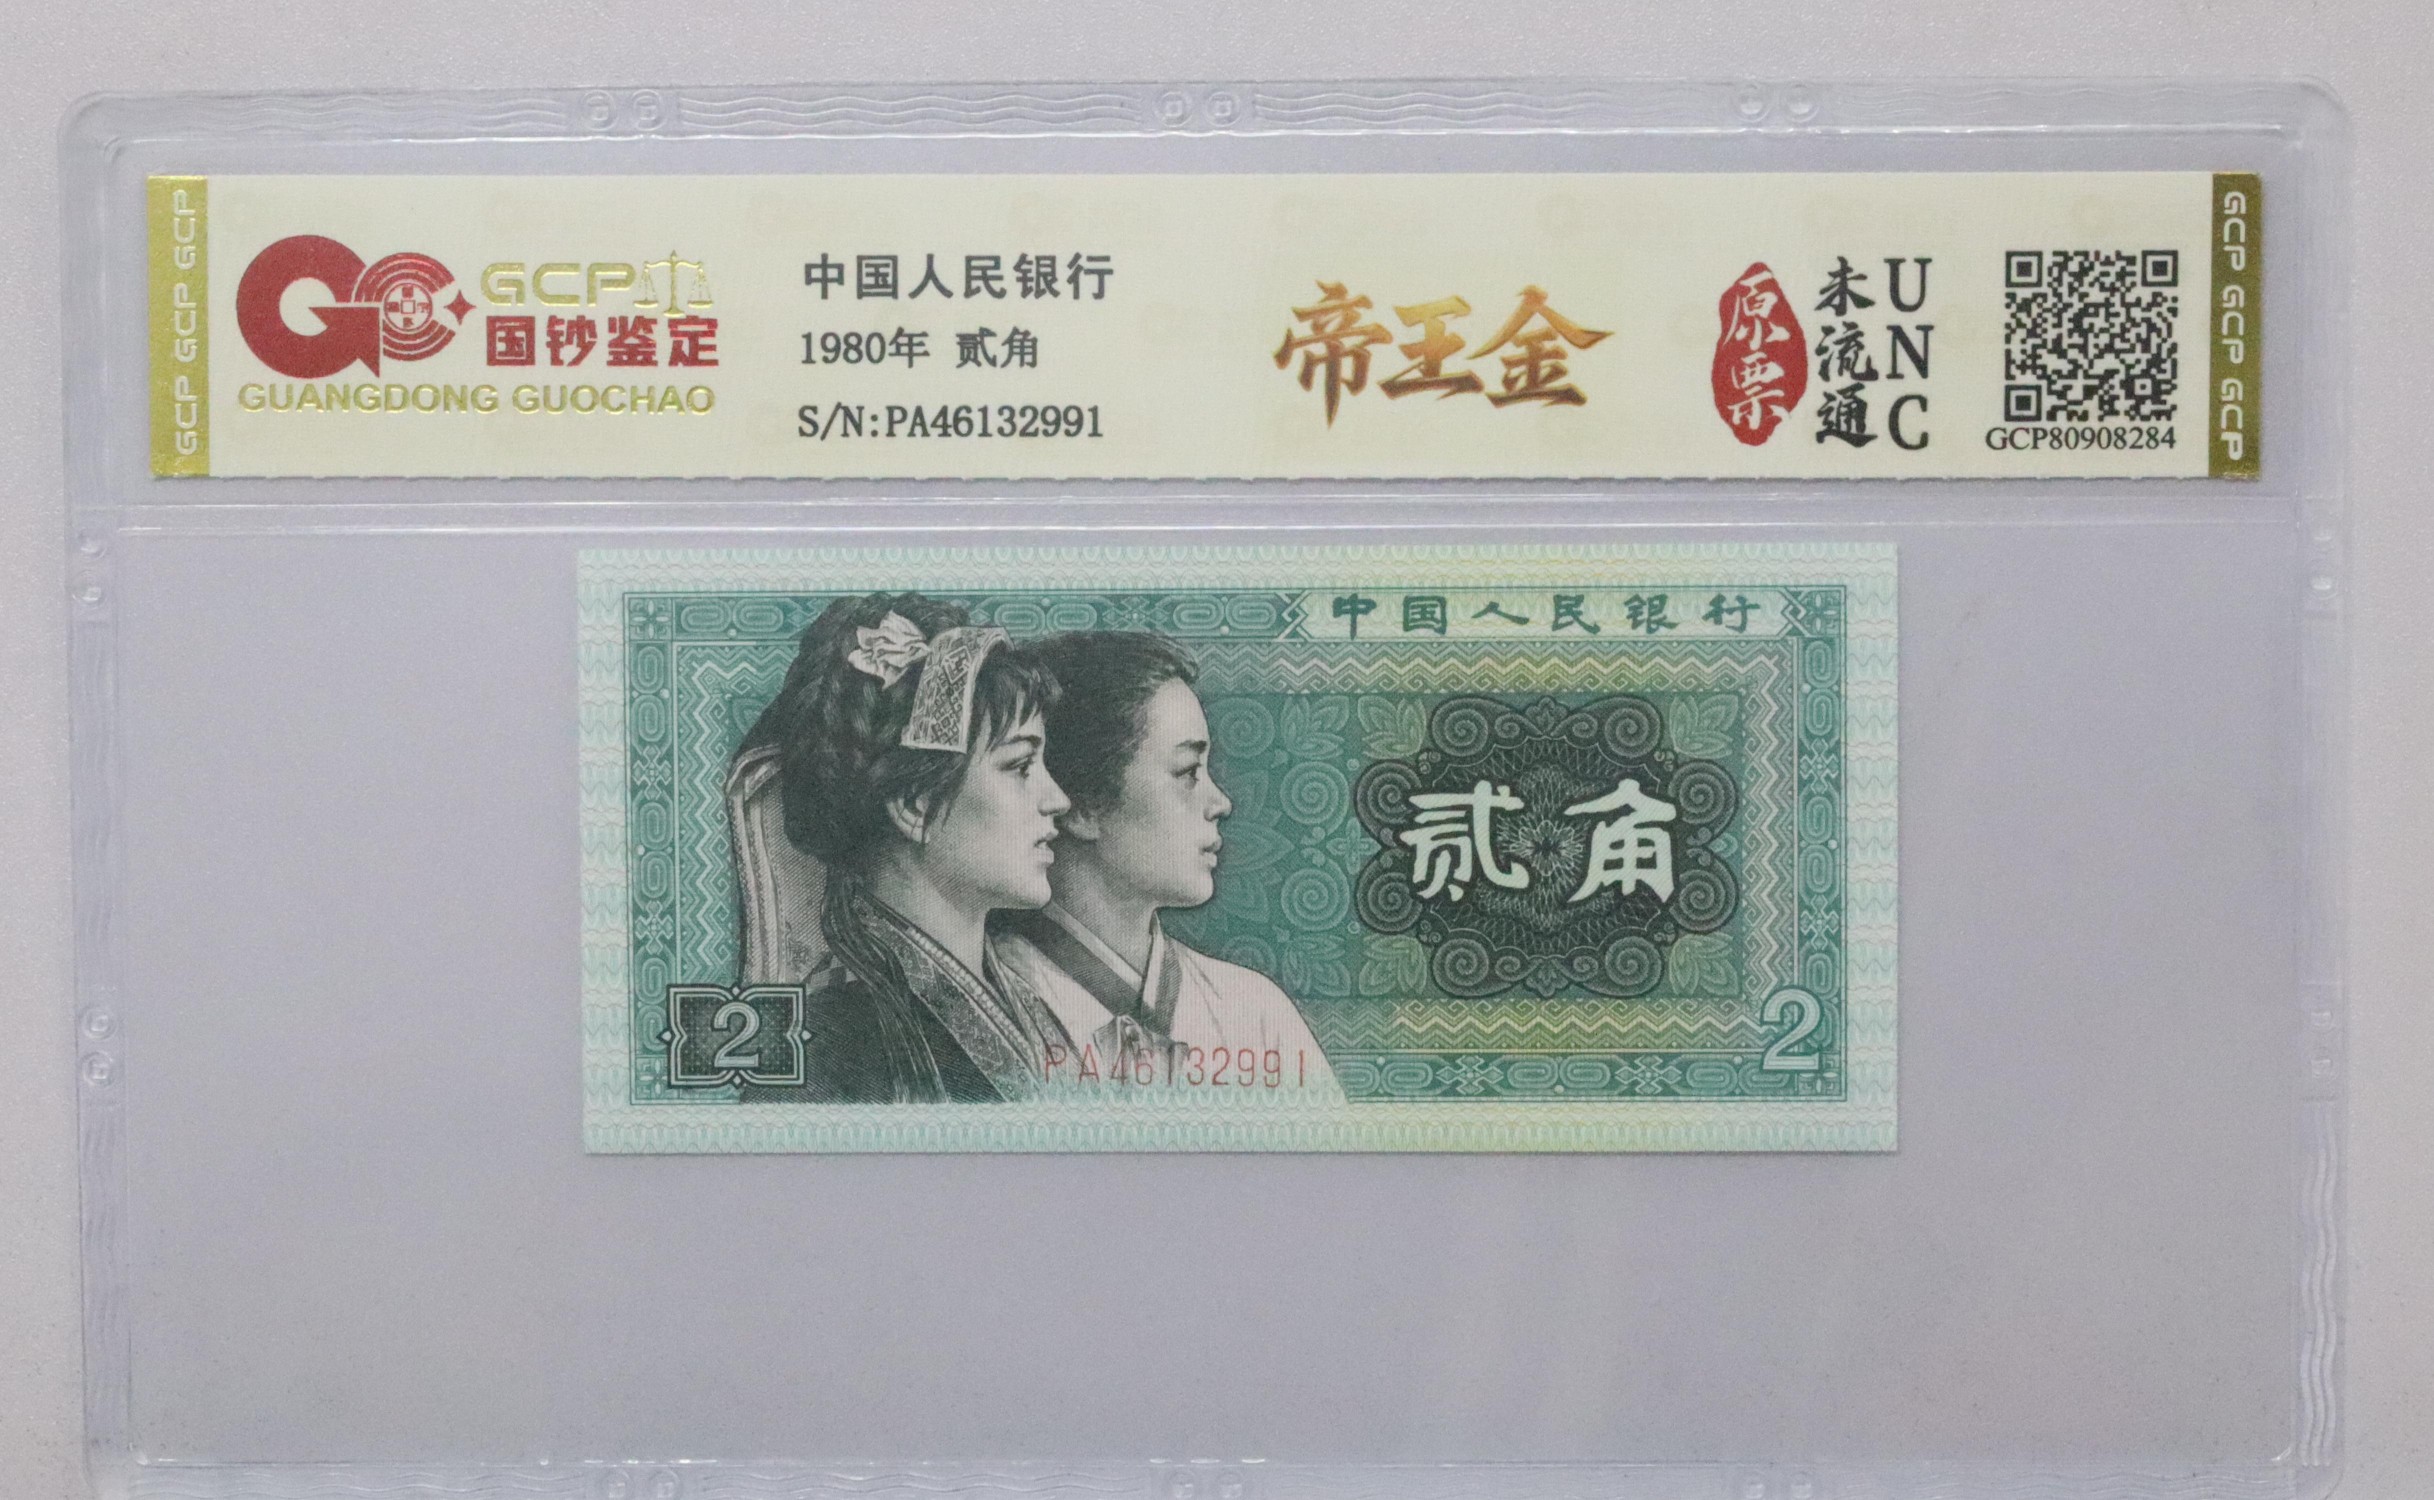 GCP GCP GCP
GCP
国钞鉴定
GUANGDONG GUOCHAO
中国人民银行
1980年 贰角
S/N:PA46132991
帝王金
原票
未流通
UNC
GCP80908284
GCP GCP GCP
中国人民银行
贰角
2
2
PA46132991